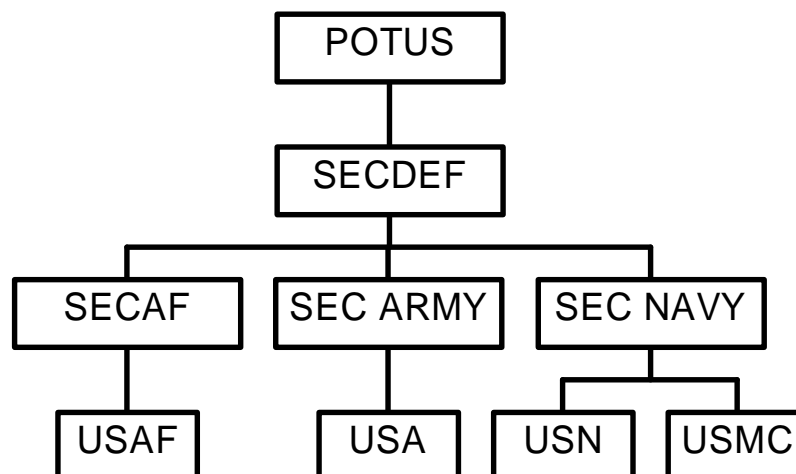 POTUS
SECDEF
SECAF
SEC ARMY
SEC NAVY
USAF
USA
USN
USMC